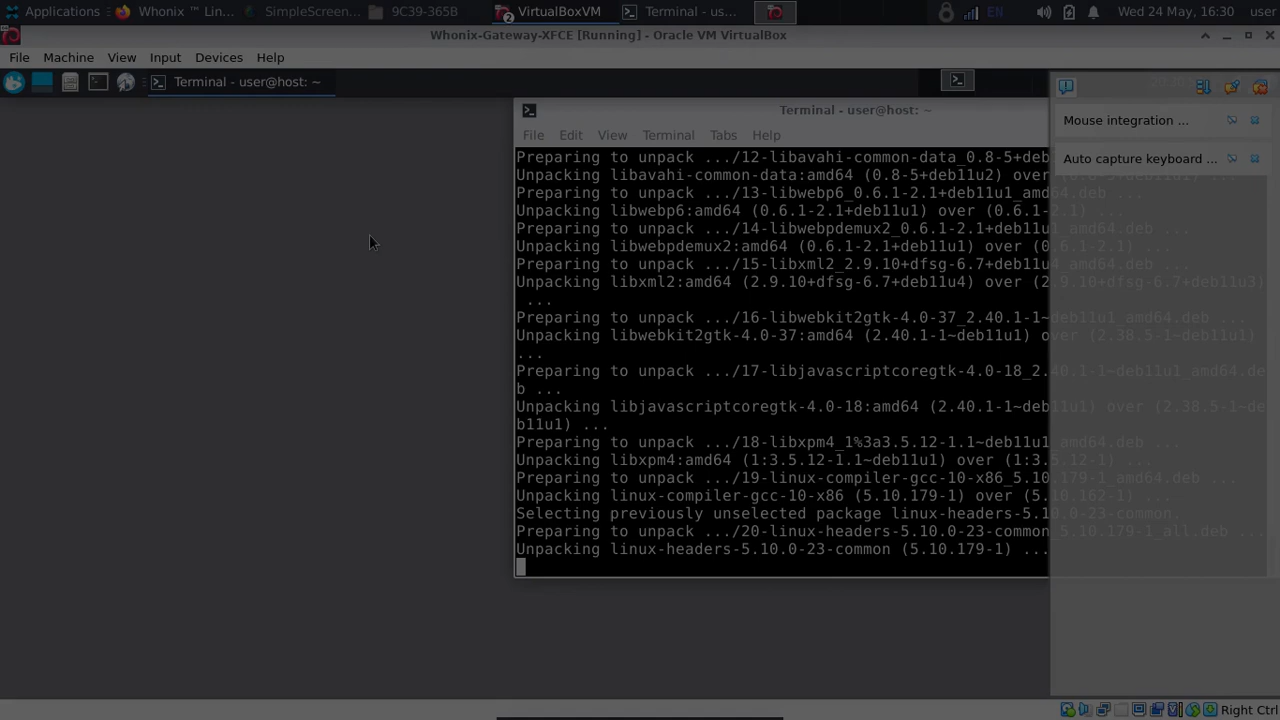 Applications
Whonix ™ Lin...
SimpleScreen...
9C39-365B
VirtualBoxVM
2
Terminal - us...
EN
Wed 24 May, 16:30
user
Whonix-Gateway-XFCE [Running] - Oracle VM VirtualBox
File Machine View Input Devices Help
Terminal - user@host: ~
Terminal - user@host: ~
File Edit View Terminal Tabs Help
Mouse integration ...
Auto capture keyboard ...
Preparing to unpack .../12-libavahi-common-data_0.8-5+deb
Unpacking libavahi-common-data:amd64 (0.8-5+deb11u2) over
Preparing to unpack .../13-libwebp6_0.6.1-2.1+deb11u1_amd64.deb ...
Unpacking libwebp6:amd64 (0.6.1-2.1+deb11u1) over (0.6.1-2.1) ...
Preparing to unpack .../14-libwebpdemux2_0.6.1-2.1+deb11u1_amd64.deb ...
Unpacking libwebpdemux2:amd64 (0.6.1-2.1+deb11u1) over (0.6.1-2.1) ...
Preparing to unpack .../15-libxml2_2.9.10+dfsg-6.7+deb11u4_amd64.deb ...
Unpacking libxml2:amd64 (2.9.10+dfsg-6.7+deb11u4) over (2.9.10+dfsg-6.7+deb11u3)
...
Preparing to unpack .../16-libwebkit2gtk-4.0-37_2.40.1-1~deb11u1_amd64.deb ...
Unpacking libwebkit2gtk-4.0-37:amd64 (2.40.1-1~deb11u1) over (2.38.5-1~deb11u1)
...
Preparing to unpack .../17-libjavascriptcoregtk-4.0-18_2.40.1-1~deb11u1_amd64.de
b ...
Unpacking libjavascriptcoregtk-4.0-18:amd64 (2.40.1-1~deb11u1) over (2.38.5-1~de
b11u1) ...
Preparing to unpack .../18-libxpm4_1%3a3.5.12-1.1~deb11u1_amd64.deb ...
Unpacking libxpm4:amd64 (1:3.5.12-1.1~deb11u1) over (1:3.5.12-1) ...
Preparing to unpack .../19-linux-compiler-gcc-10-x86_5.10.179-1_amd64.deb ...
Unpacking linux-compiler-gcc-10-x86 (5.10.179-1) over (5.10.162-1) ...
Selecting previously unselected package linux-headers-5.10.0-23-common.
Preparing to unpack .../20-linux-headers-5.10.0-23-common_5.10.179-1_all.deb ...
Unpacking linux-headers-5.10.0-23-common (5.10.179-1) ...
Right Ctrl